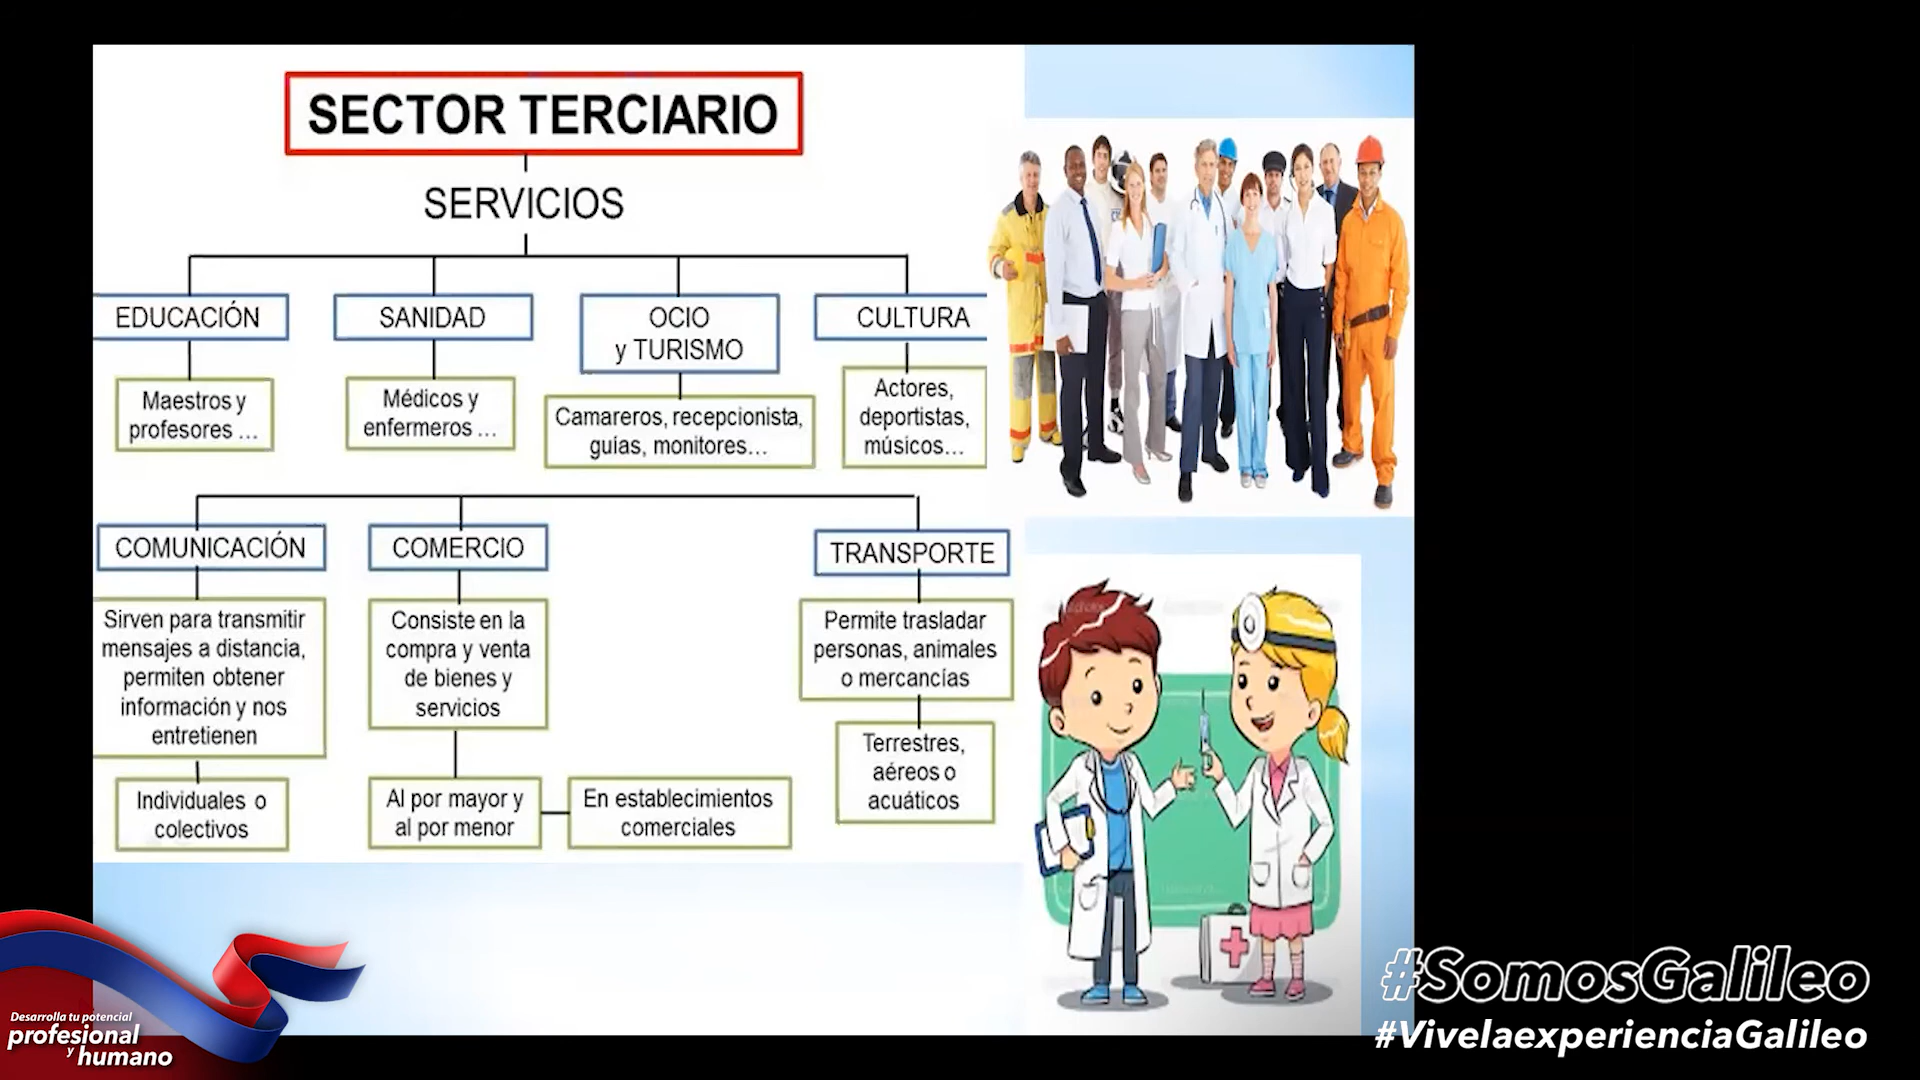 SECTOR TERCIARIO
SERVICIOS
EDUCACIÓN
SANIDAD
OCIO
y TURISMO
CULTURA
Maestros y
profesores ...
Médicos y
enfermeros ...
Camareros, recepcionista,
guías, monitores...
Actores,
deportistas,
músicos...
COMUNICACIÓN
COMERCIO
TRANSPORTE
Sirven para transmitir
mensajes a distancia,
permiten obtener
información y nos
entretienen
Consiste en la
compra y venta
de bienes y
servicios
Permite trasladar
personas, animales
o mercancías
Individuales o
colectivos
Al por mayor y
al por menor
En establecimientos
comerciales
Terrestres,
aéreos o
acuáticos
Desarrolla tu potencial
profesional
y humano
#SomosGalileo
#VivelaexperienciaGalileo